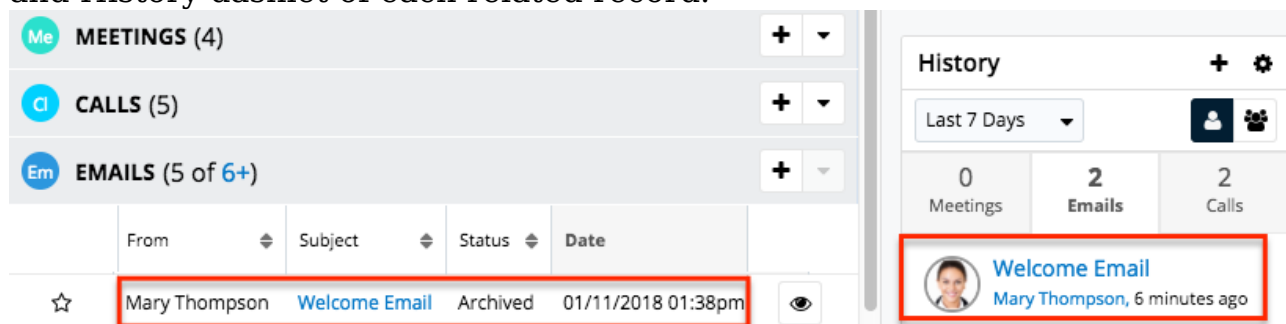 and History dashlet of each related record.
Me MEETINGS (4)
Cl CALLS (5)
Em EMAILS (5 of 6+)
From Subject Status Date
Mary Thompson Welcome Email Archived 01/11/2018 01:38pm
History
Last 7 Days
0 2 2
Meetings Emails Calls
Welcome Email
Mary Thompson, 6 minutes ago